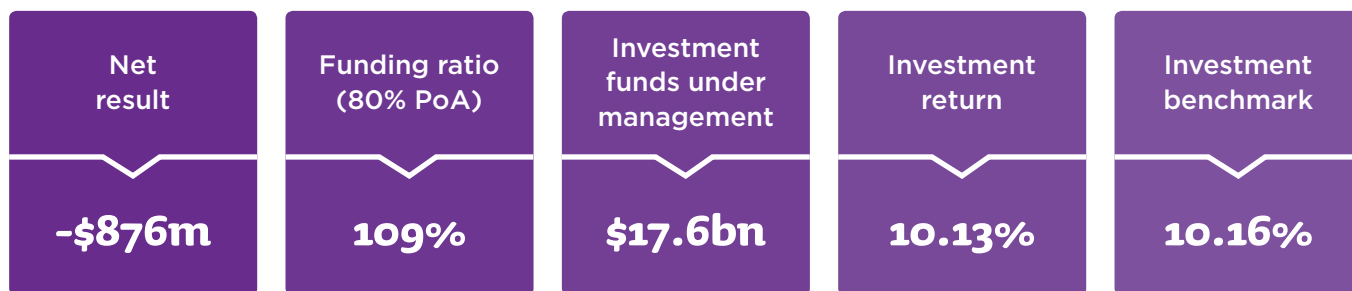 Net
result
-$876m
Funding ratio
(80% PoA)
109%
Investment
funds under
management
$17.6bn
Investment
return
10.13%
Investment
benchmark
10.16%